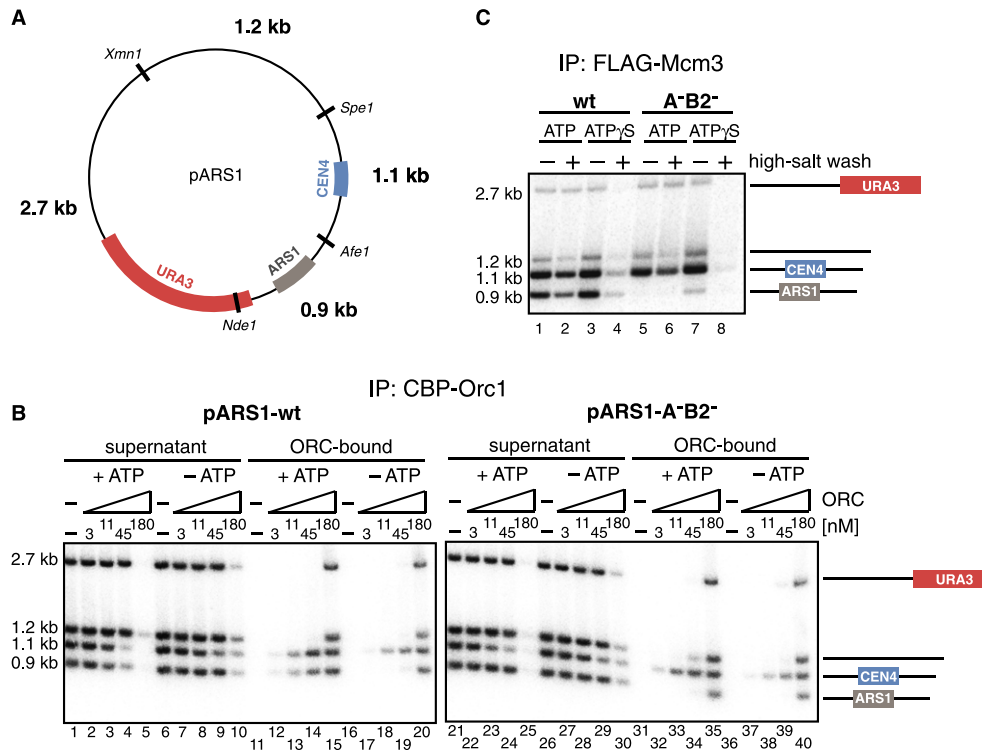 A
1.2 kb
Xmn1
Spe1
pARS1
CEN4
1.1 kb
2.7 kb
Afe1
ARS1
URA3
0.9 kb
Nde1
C
IP: FLAG-Mcm3
wt A⁻B2⁻
ATP ATPγS ATP ATPγS
– + – + – + – + high-salt wash
2.7 kb
1.2 kb
1.1 kb
0.9 kb
URA3
CEN4
ARS1
1 2 3 4 5 6 7 8
IP: CBP-Orc1
B
pARS1-wt pARS1-A⁻B2⁻
supernatant ORC-bound supernatant ORC-bound
+ ATP – ATP + ATP – ATP + ATP – ATP + ATP – ATP
– – – – – – – – ORC
11 180 11 180 11 180 11 180 11 180 11 180 11 180 11 180
3 45 3 45 3 45 3 45 3 45 3 45 3 45 3 45 [nM]
2.7 kb
1.2 kb
1.1 kb
0.9 kb
URA3
CEN4
ARS1
1 2 3 4 5 6 7 8 9 10 12 14 16 18 20 21 23 25 27 29 31 33 35 37 39
11 13 15 17 19 22 24 26 28 30 32 34 36 38 40